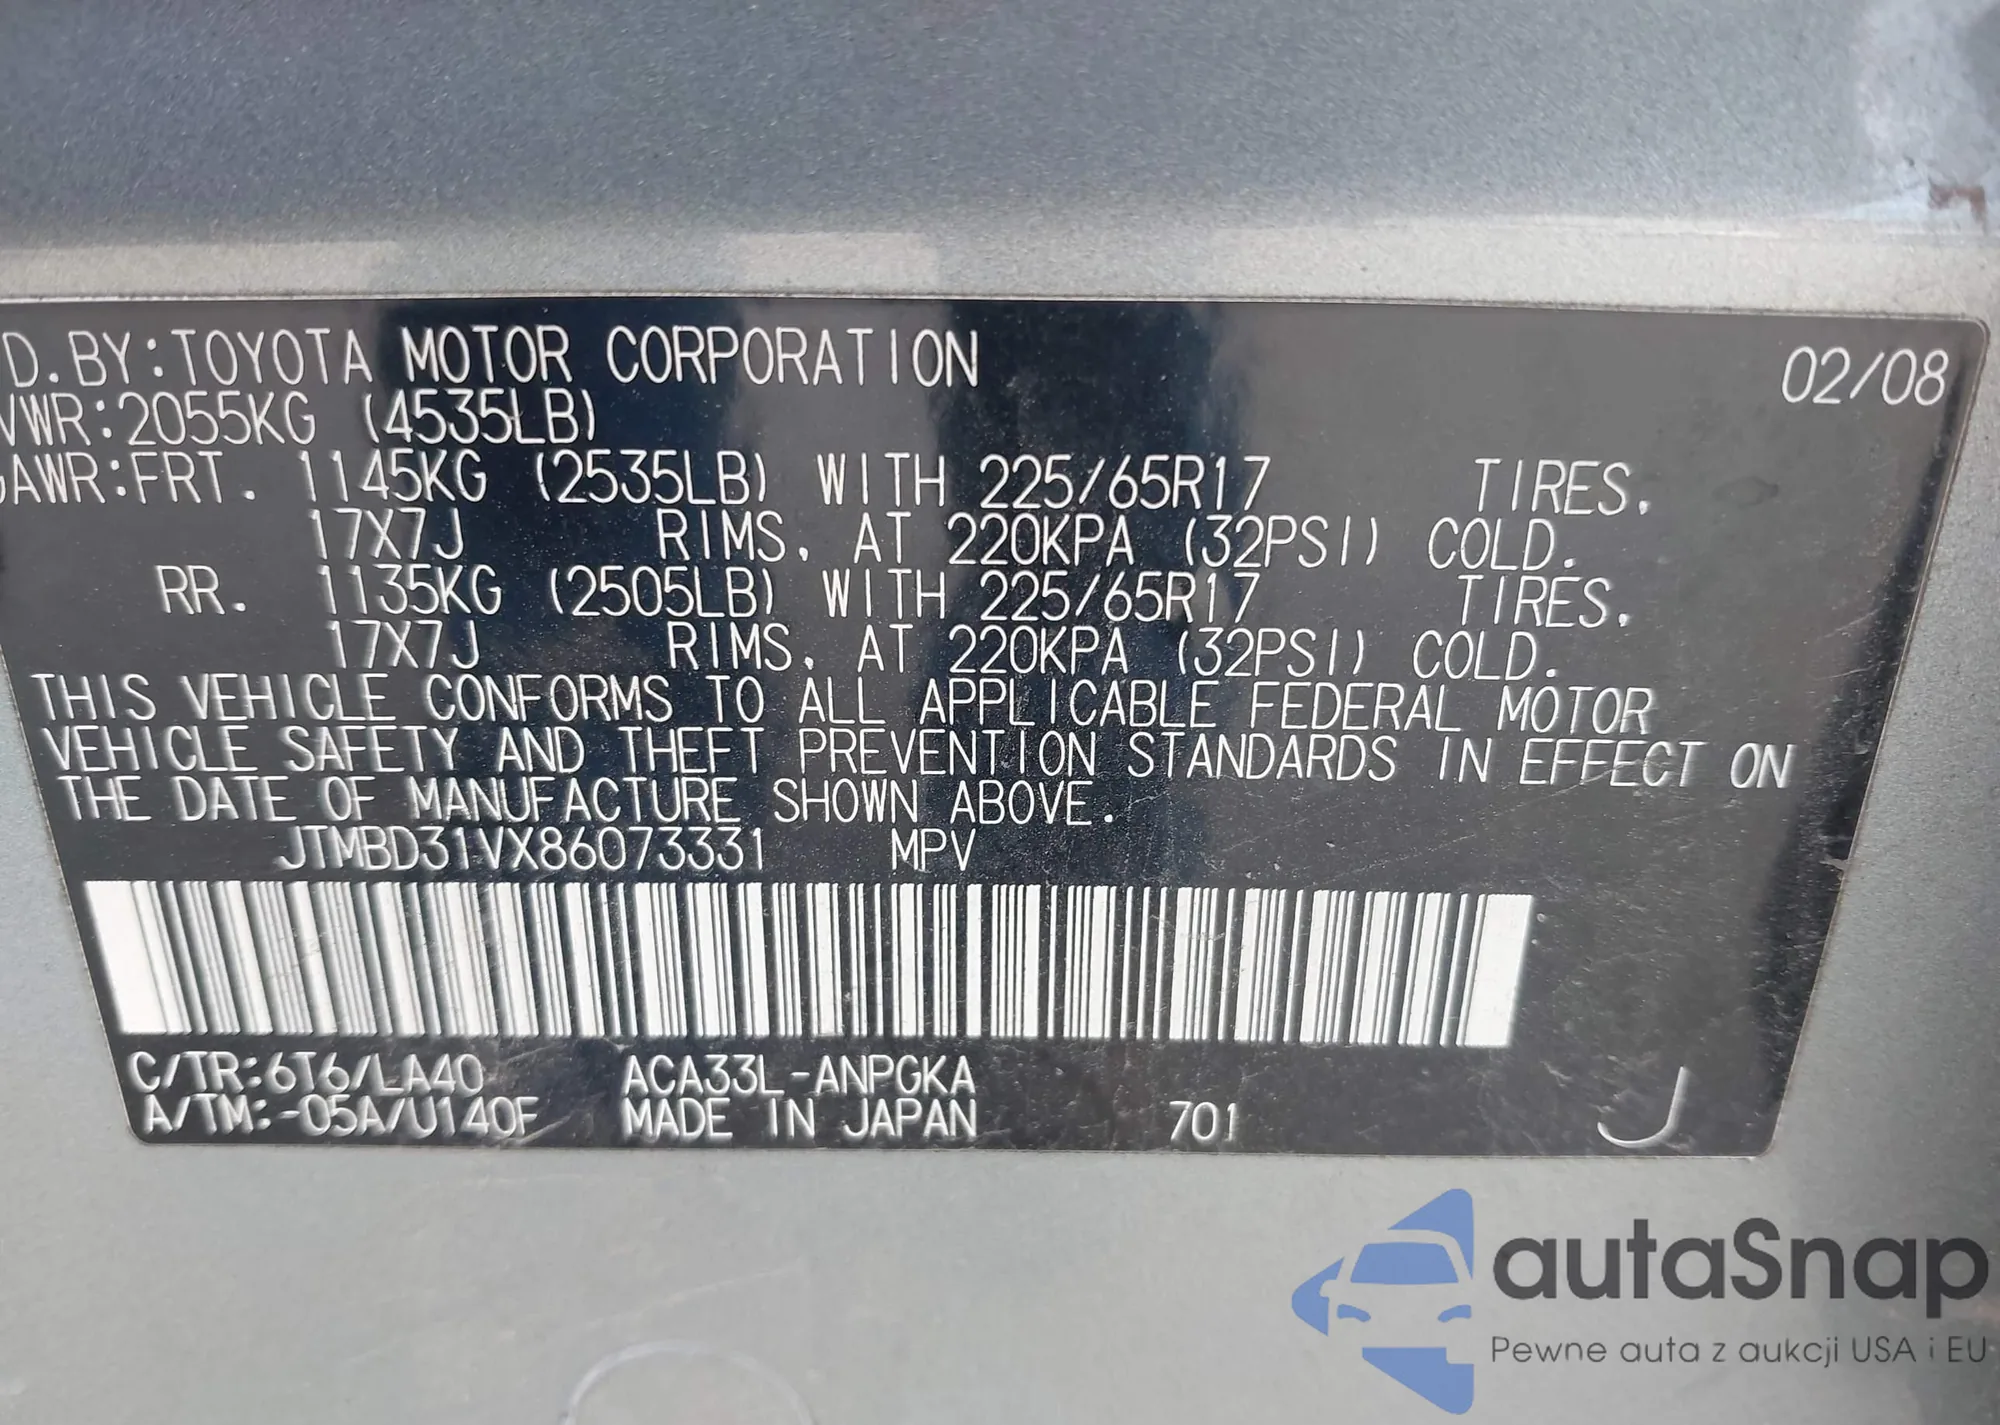 D.BY:TOYOTA MOTOR CORPORATION 02/08
VWR:2055KG (4535LB)
GAWR:FRT. 1145KG (2535LB) WITH 225/65R17 TIRES.
17X7J RIMS, AT 220KPA (32PSI) COLD.
RR. 1135KG (2505LB) WITH 225/65R17 TIRES.
17X7J RIMS, AT 220KPA (32PSI) COLD.
THIS VEHICLE CONFORMS TO ALL APPLICABLE FEDERAL MOTOR
VEHICLE SAFETY AND THEFT PREVENTION STANDARDS IN EFFECT ON
THE DATE OF MANUFACTURE SHOWN ABOVE.
JTMBD31VX86073331 MPV
C/TR:6T6/LA40 ACA33L-ANPGKA
A/TM:-05A/U140F MADE IN JAPAN 701 J
autaSnap
Pewne auta z aukcji USA i EU